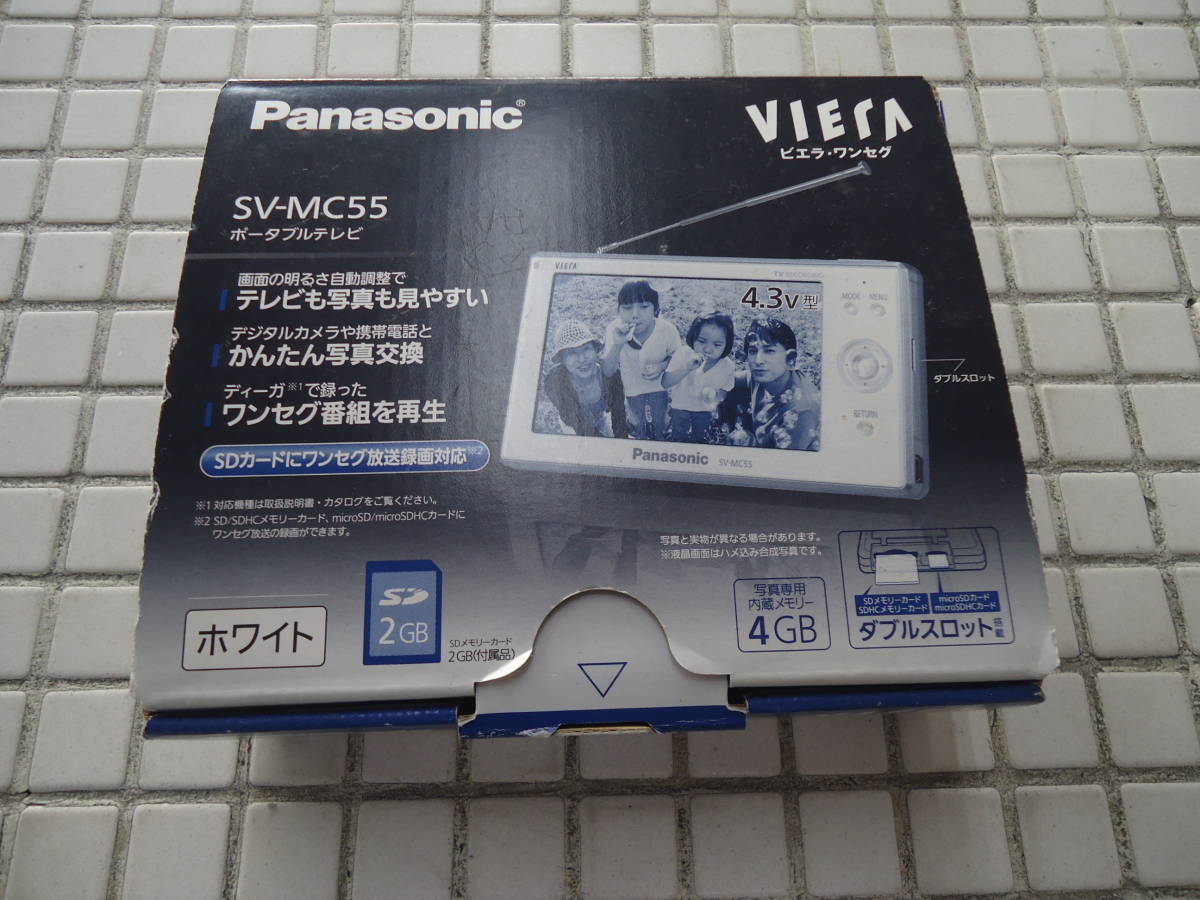 Panasonic®
VIERA
ビエラ・ワンセグ
SV-MC55
ポータブルテレビ
画面の明るさ自動調整で
テレビも写真も見やすい
デジタルカメラや携帯電話と
かんたん写真交換
ディーガ※1で録った
ワンセグ番組を再生
SDカードにワンセグ放送録画対応※2
※1 対応機種は取扱説明書・カタログをご覧ください。
※2 SD/SDHCメモリーカード、microSD/microSDHCカードに
ワンセグ放送の録画ができます。
VIERA
TV RECORDING
4.3v型
MODE MENU
RETURN
Panasonic SV-MC55
ダブルスロット
写真と実物が異なる場合があります。
※液晶画面はハメ込み合成写真です。
ホワイト
SD
2GB
SDメモリーカード
2GB(付属品)
写真専用
内蔵メモリー
4GB
SDメモリーカード
SDHCメモリーカード
microSDカード
microSDHCカード
ダブルスロット搭載